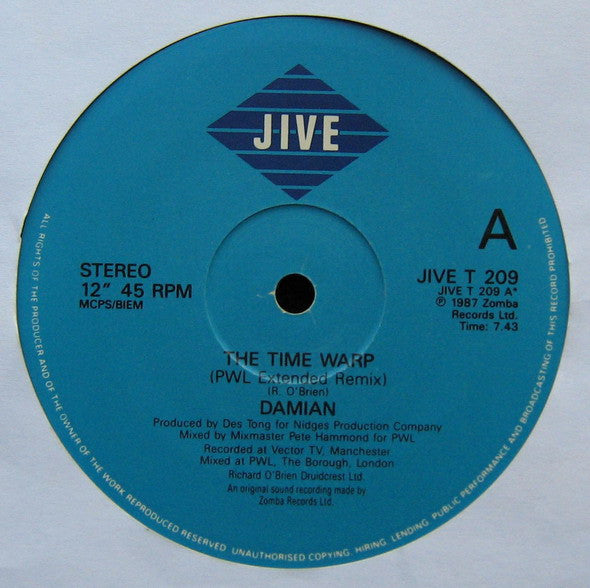 JIVE
A
STEREO
12" 45 RPM
MCPS/BIEM
JIVE T 209
JIVE T 209 A*
℗ 1987 Zomba
Records Ltd.
Time: 7.43
THE TIME WARP
(PWL Extended Remix)
(R. O'Brien)
DAMIAN
Produced by Des Tong for Nidges Production Company
Mixed by Mixmaster Pete Hammond for PWL
Recorded at Vector TV, Manchester
Mixed at PWL, The Borough, London
Richard O'Brien Druidcrest Ltd.
An original sound recording made by
Zomba Records Ltd.
ALL RIGHTS OF THE PRODUCER AND OF THE OWNER OF THE WORK REPRODUCED RESERVED UNAUTHORISED COPYING, HIRING, LENDING, PUBLIC PERFORMANCE AND BROADCASTING OF THIS RECORD PROHIBITED